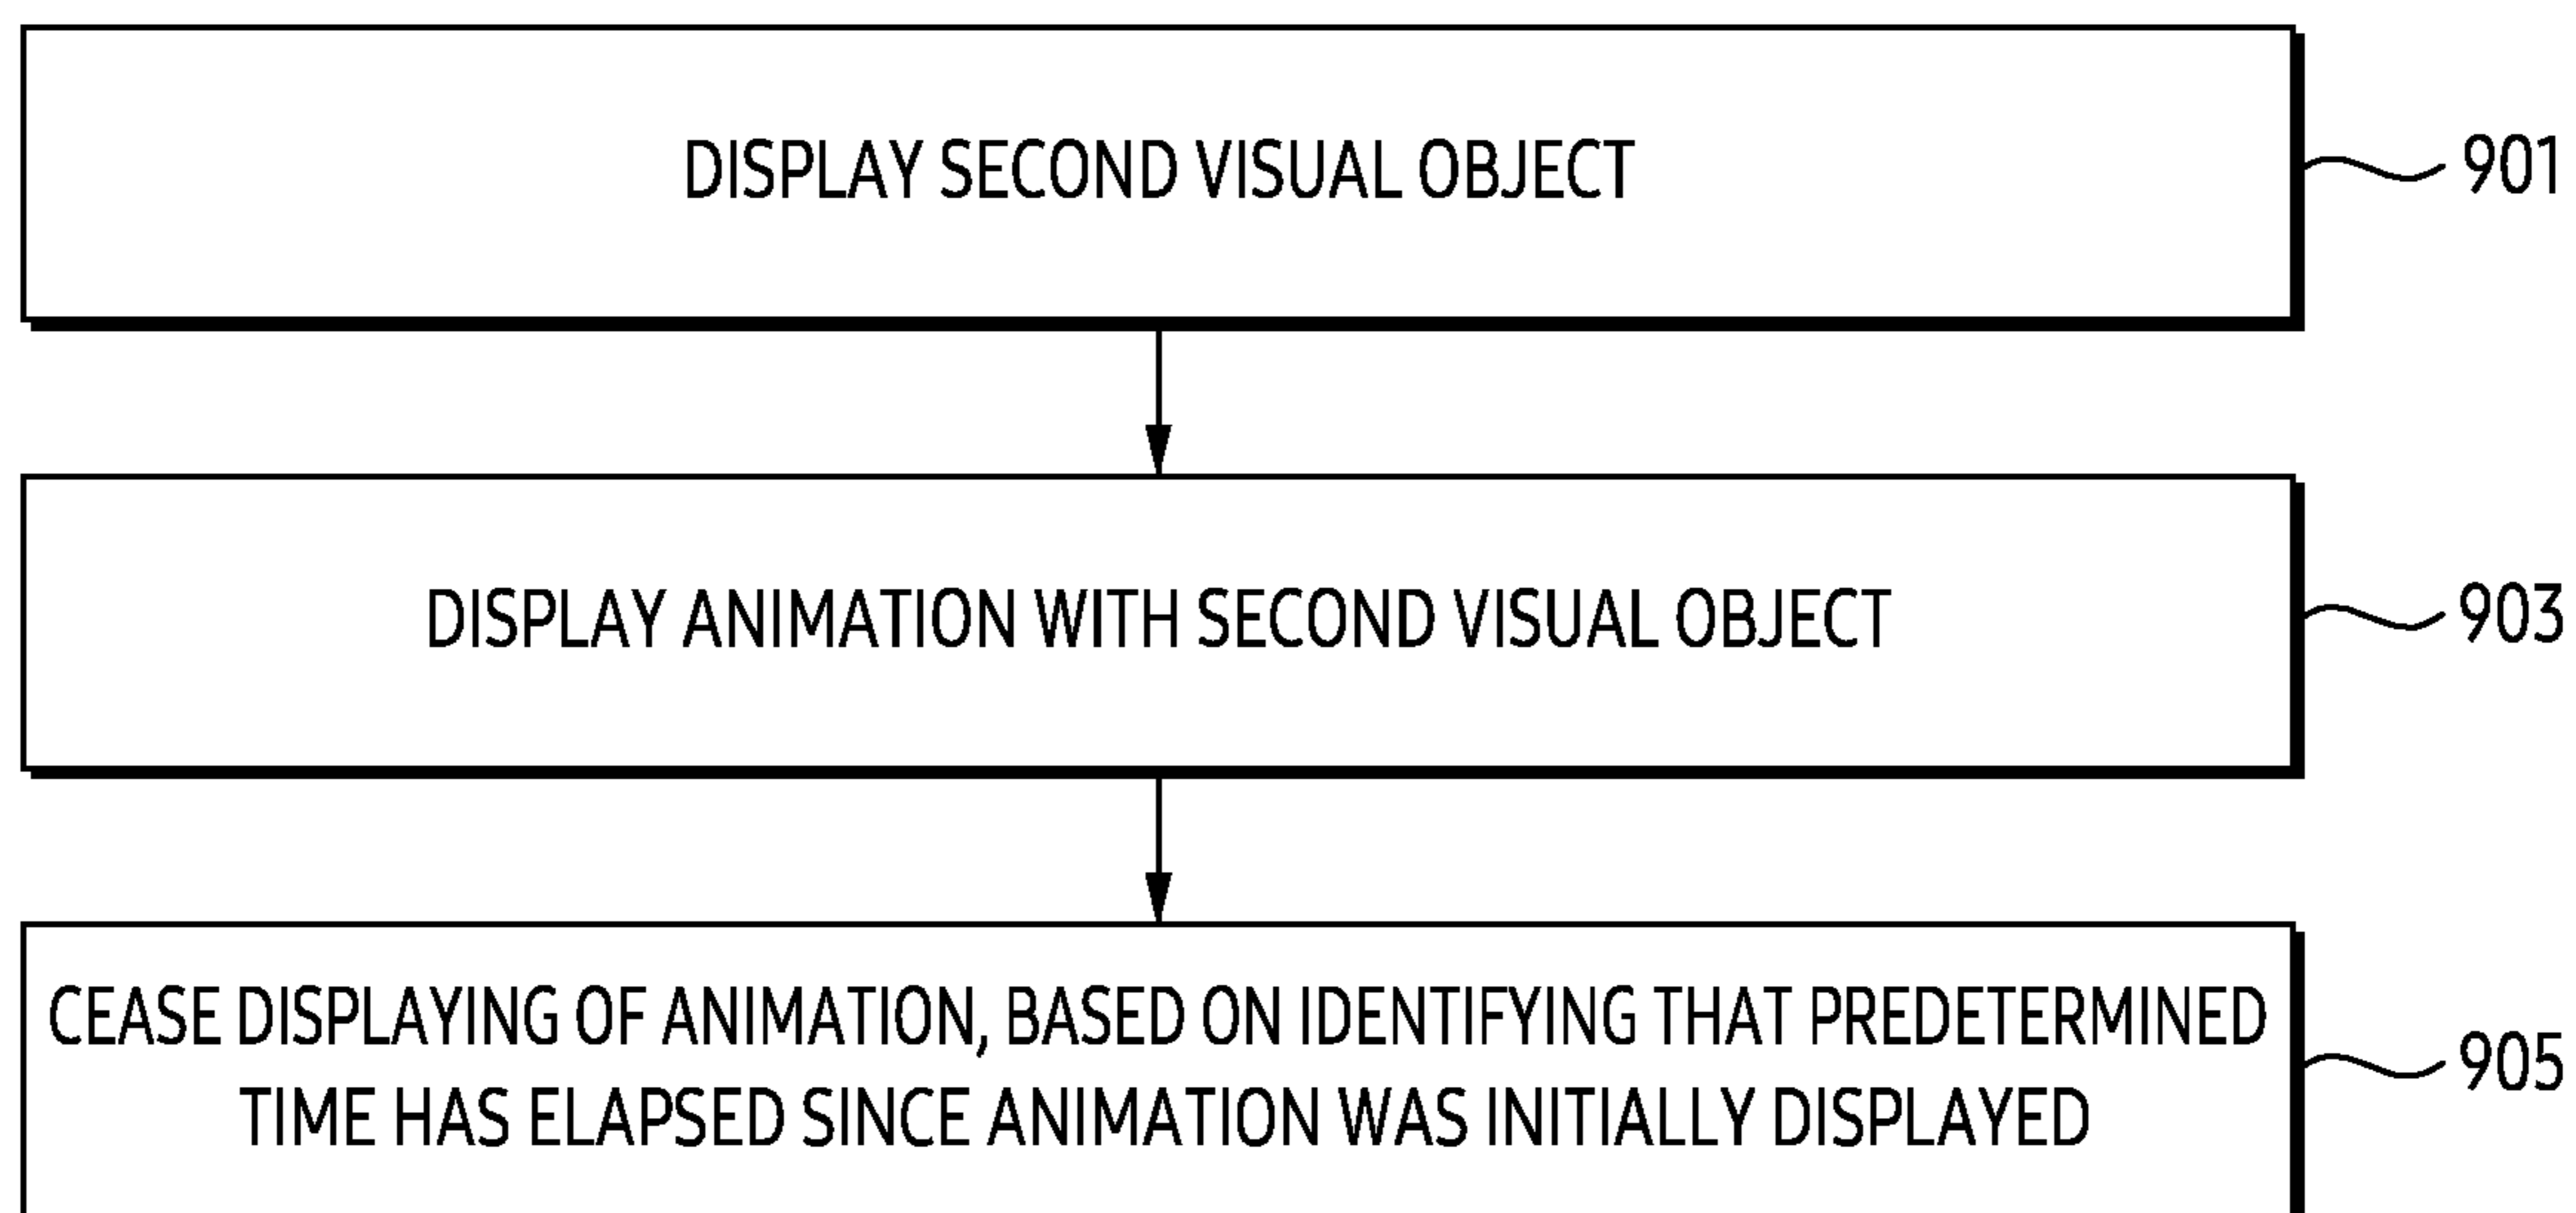 DISPLAY SECOND VISUAL OBJECT
901
DISPLAY ANIMATION WITH SECOND VISUAL OBJECT
903
CEASE DISPLAYING OF ANIMATION, BASED ON IDENTIFYING THAT PREDETERMINED
TIME HAS ELAPSED SINCE ANIMATION WAS INITIALLY DISPLAYED
905